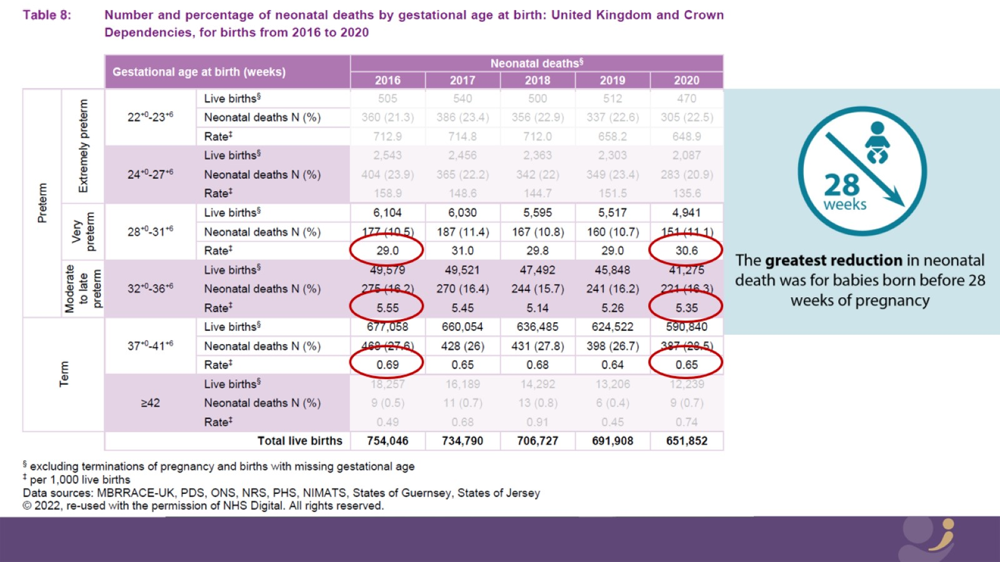 Table 8: Number and percentage of neonatal deaths by gestational age at birth: United Kingdom and Crown
Dependencies, for births from 2016 to 2020
Gestational age at birth (weeks) Neonatal deaths§
2016 2017 2018 2019 2020
Preterm
Extremely preterm
22+0-23+6
Live births§ 505 540 500 512 470
Neonatal deaths N (%) 360 (21.3) 386 (23.4) 356 (22.9) 337 (22.6) 305 (22.5)
Rate‡ 712.9 714.8 712.0 658.2 648.9
24+0-27+6
Live births§ 2,543 2,456 2,363 2,303 2,087
Neonatal deaths N (%) 404 (23.9) 365 (22.2) 342 (22) 349 (23.4) 283 (20.9)
Rate‡ 158.9 148.6 144.7 151.5 135.6
Very
preterm
28+0-31+6
Live births§ 6,104 6,030 5,595 5,517 4,941
Neonatal deaths N (%) 177 (10.5) 187 (11.4) 167 (10.8) 160 (10.7) 151 (11.1)
Rate‡ 29.0 31.0 29.8 29.0 30.6
Moderate
to late
preterm
32+0-36+6
Live births§ 49,579 49,521 47,492 45,848 41,275
Neonatal deaths N (%) 275 (16.2) 270 (16.4) 244 (15.7) 241 (16.2) 221 (16.3)
Rate‡ 5.55 5.45 5.14 5.26 5.35
Term
37+0-41+6
Live births§ 677,058 660,054 636,485 624,522 590,840
Neonatal deaths N (%) 468 (27.6) 428 (26) 431 (27.8) 398 (26.7) 387 (28.5)
Rate‡ 0.69 0.65 0.68 0.64 0.65
≥42
Live births§ 18,257 16,189 14,292 13,206 12,239
Neonatal deaths N (%) 9 (0.5) 11 (0.7) 13 (0.8) 6 (0.4) 9 (0.7)
Rate‡ 0.49 0.68 0.91 0.45 0.74
Total live births 754,046 734,790 706,727 691,908 651,852
§ excluding terminations of pregnancy and births with missing gestational age
‡ per 1,000 live births
Data sources: MBRRACE-UK, PDS, ONS, NRS, PHS, NIMATS, States of Guernsey, States of Jersey
© 2022, re-used with the permission of NHS Digital. All rights reserved.
28
weeks
The greatest reduction in neonatal
death was for babies born before 28
weeks of pregnancy